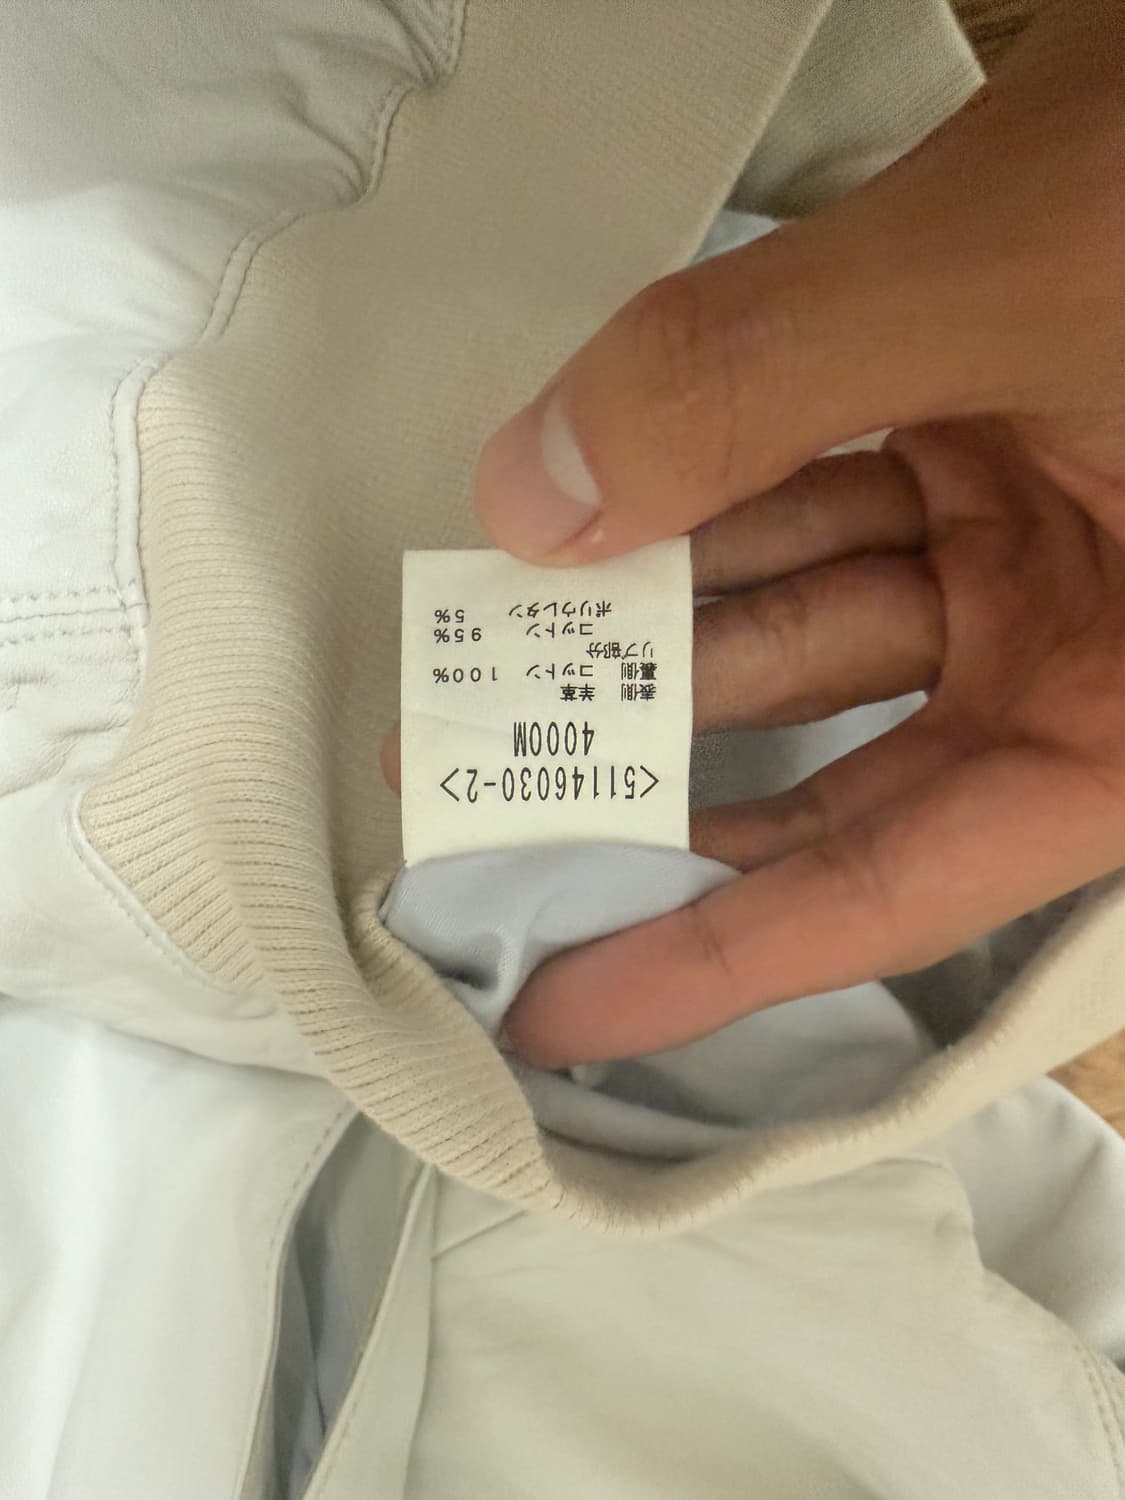 <51146030-2>
4000M
表側 羊革
裏側 コットン 100%
リブ部分
コットン 95%
ポリウレタン 5%